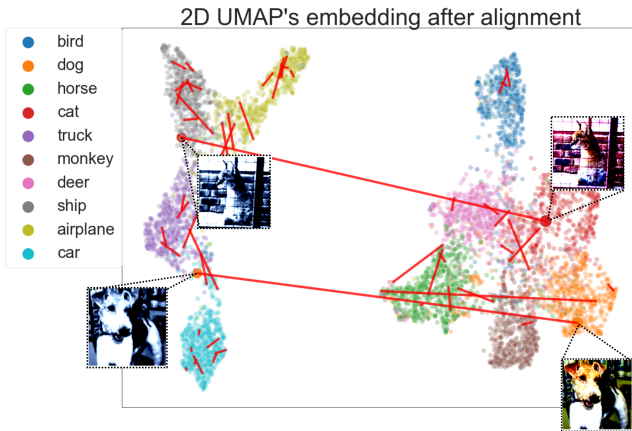 2D UMAP's embedding after alignment
bird
dog
horse
cat
truck
monkey
deer
ship
airplane
car